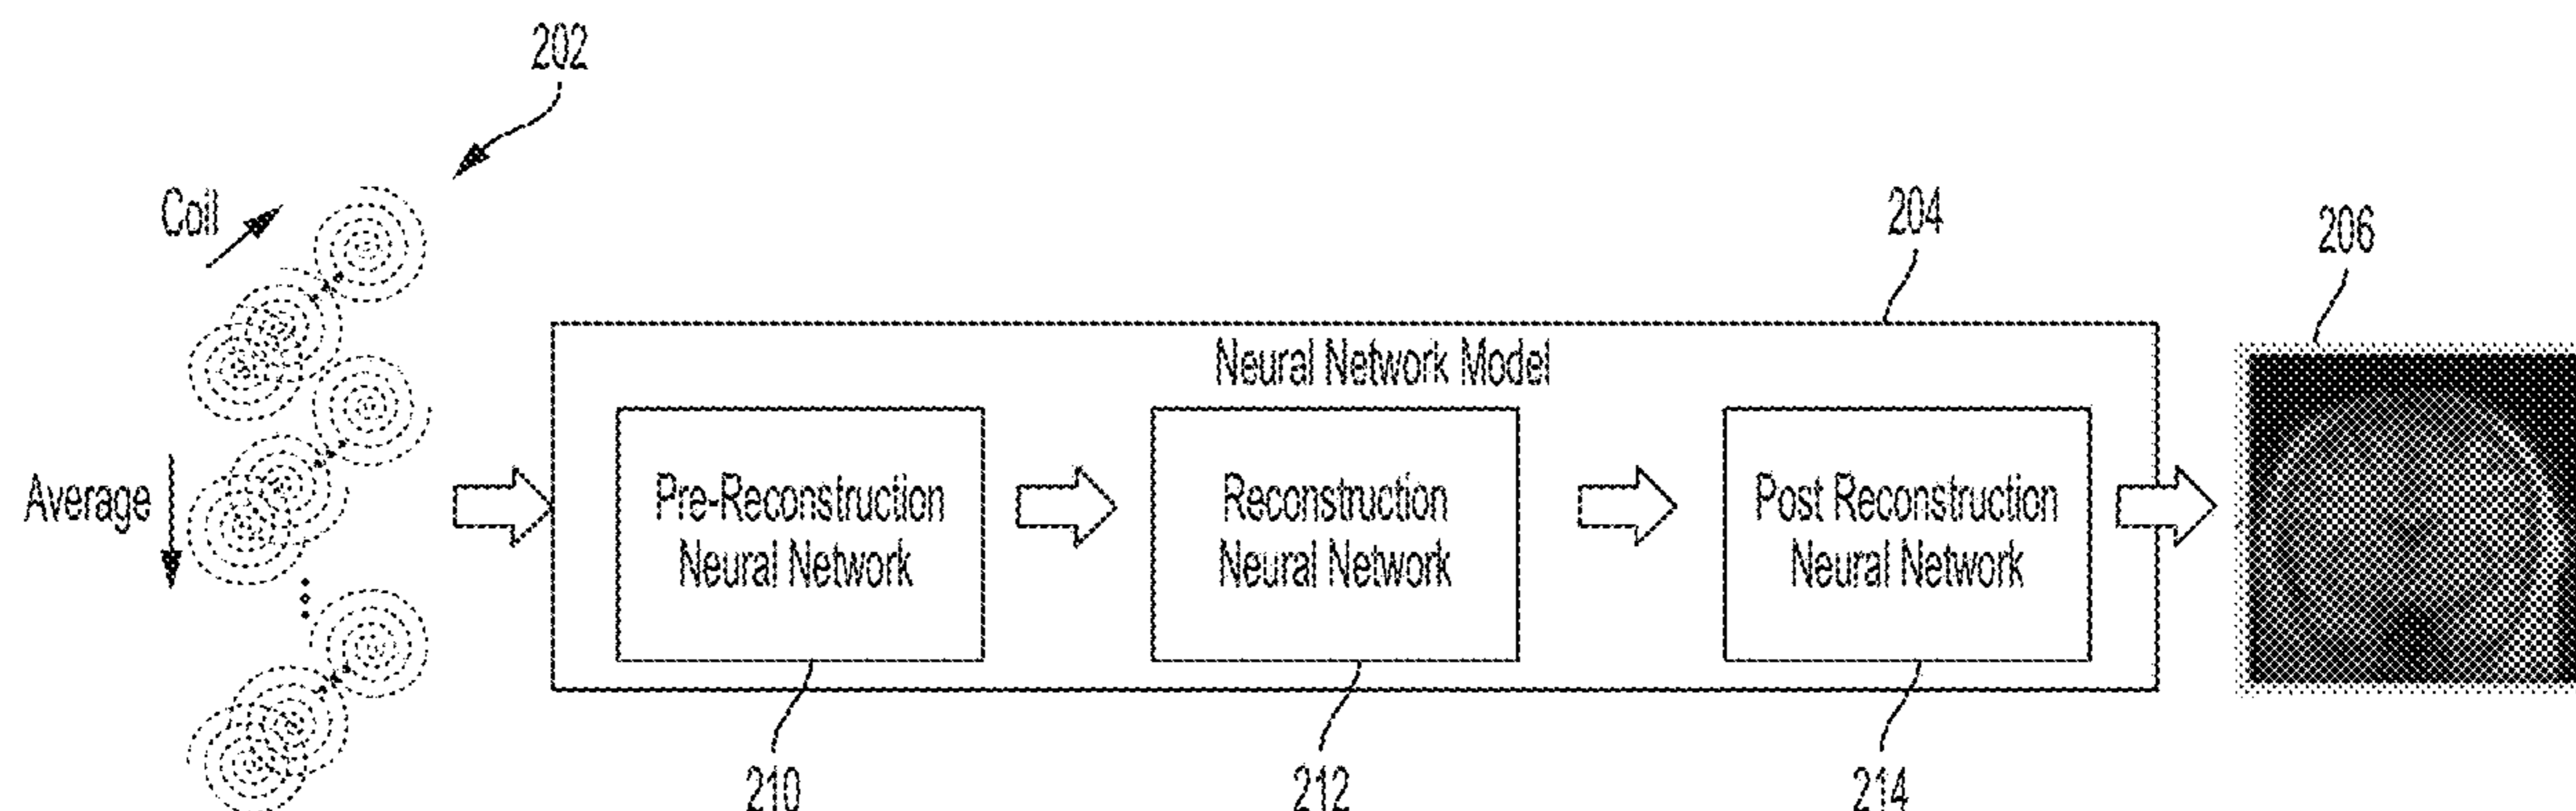 202
Coil
204
206
Neural Network Model
Average
Pre-Reconstruction
Neural Network
Reconstruction
Neural Network
Post Reconstruction
Neural Network
210
212
214